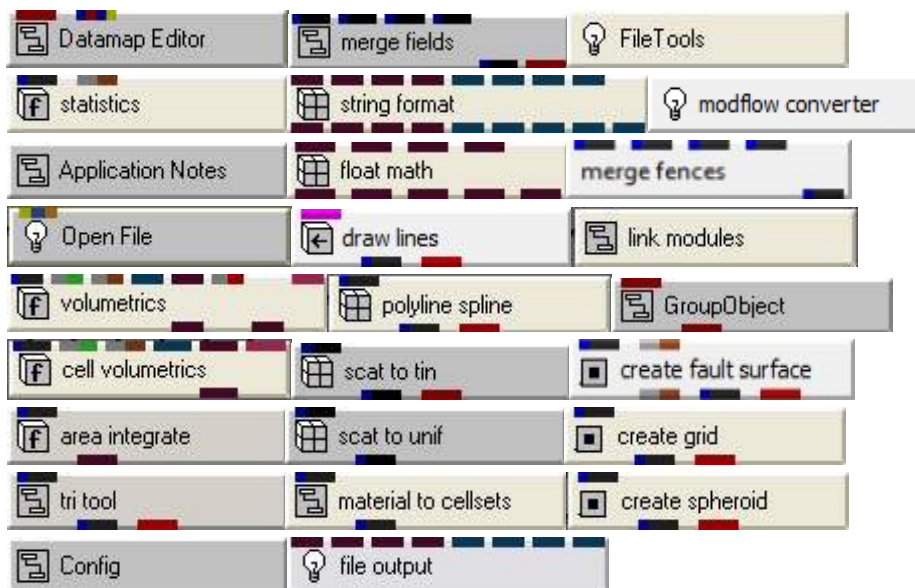 Datamap Editor
merge fields
FileTools
statistics
string format
modflow converter
Application Notes
float math
merge fences
Open File
draw lines
link modules
volumetrics
polyline spline
GroupObject
cell volumetrics
scat to tin
create fault surface
area integrate
scat to unif
create grid
tri tool
material to cellsets
create spheroid
Config
file output